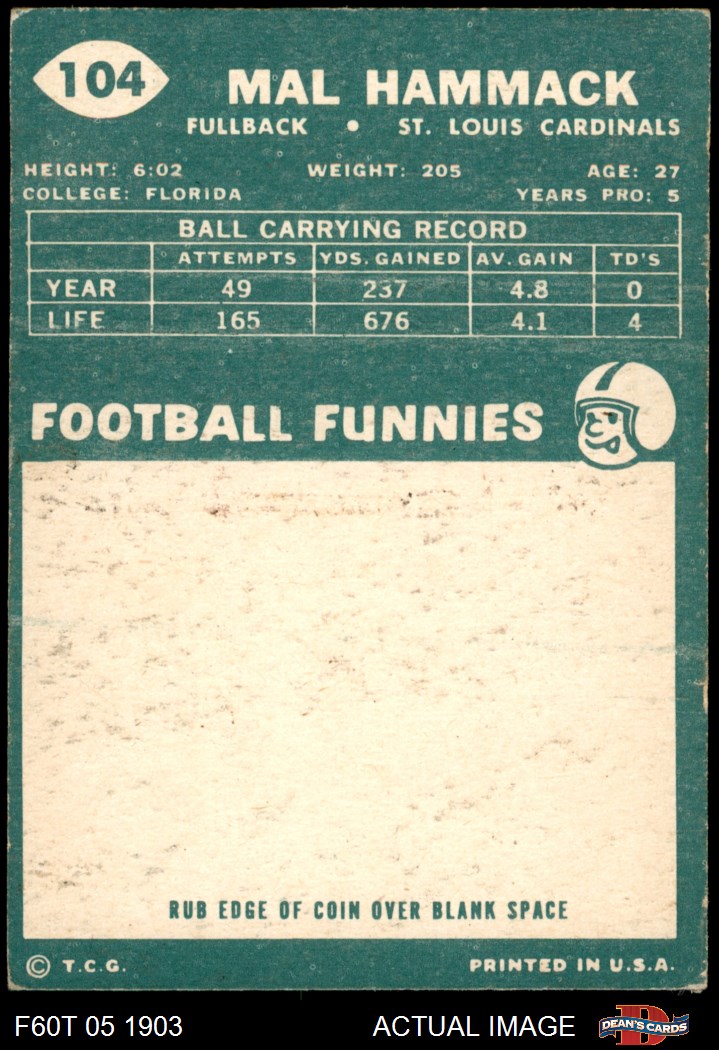 104
MAL HAMMACK
FULLBACK • ST. LOUIS CARDINALS
HEIGHT: 6:02 WEIGHT: 205 AGE: 27
COLLEGE: FLORIDA YEARS PRO: 5
BALL CARRYING RECORD
ATTEMPTS YDS. GAINED AV. GAIN TD'S
YEAR 49 237 4.8 0
LIFE 165 676 4.1 4
FOOTBALL FUNNIES
RUB EDGE OF COIN OVER BLANK SPACE
© T.C.G. PRINTED IN U.S.A.
F60T 05 1903 ACTUAL IMAGE DEAN'S CARDS